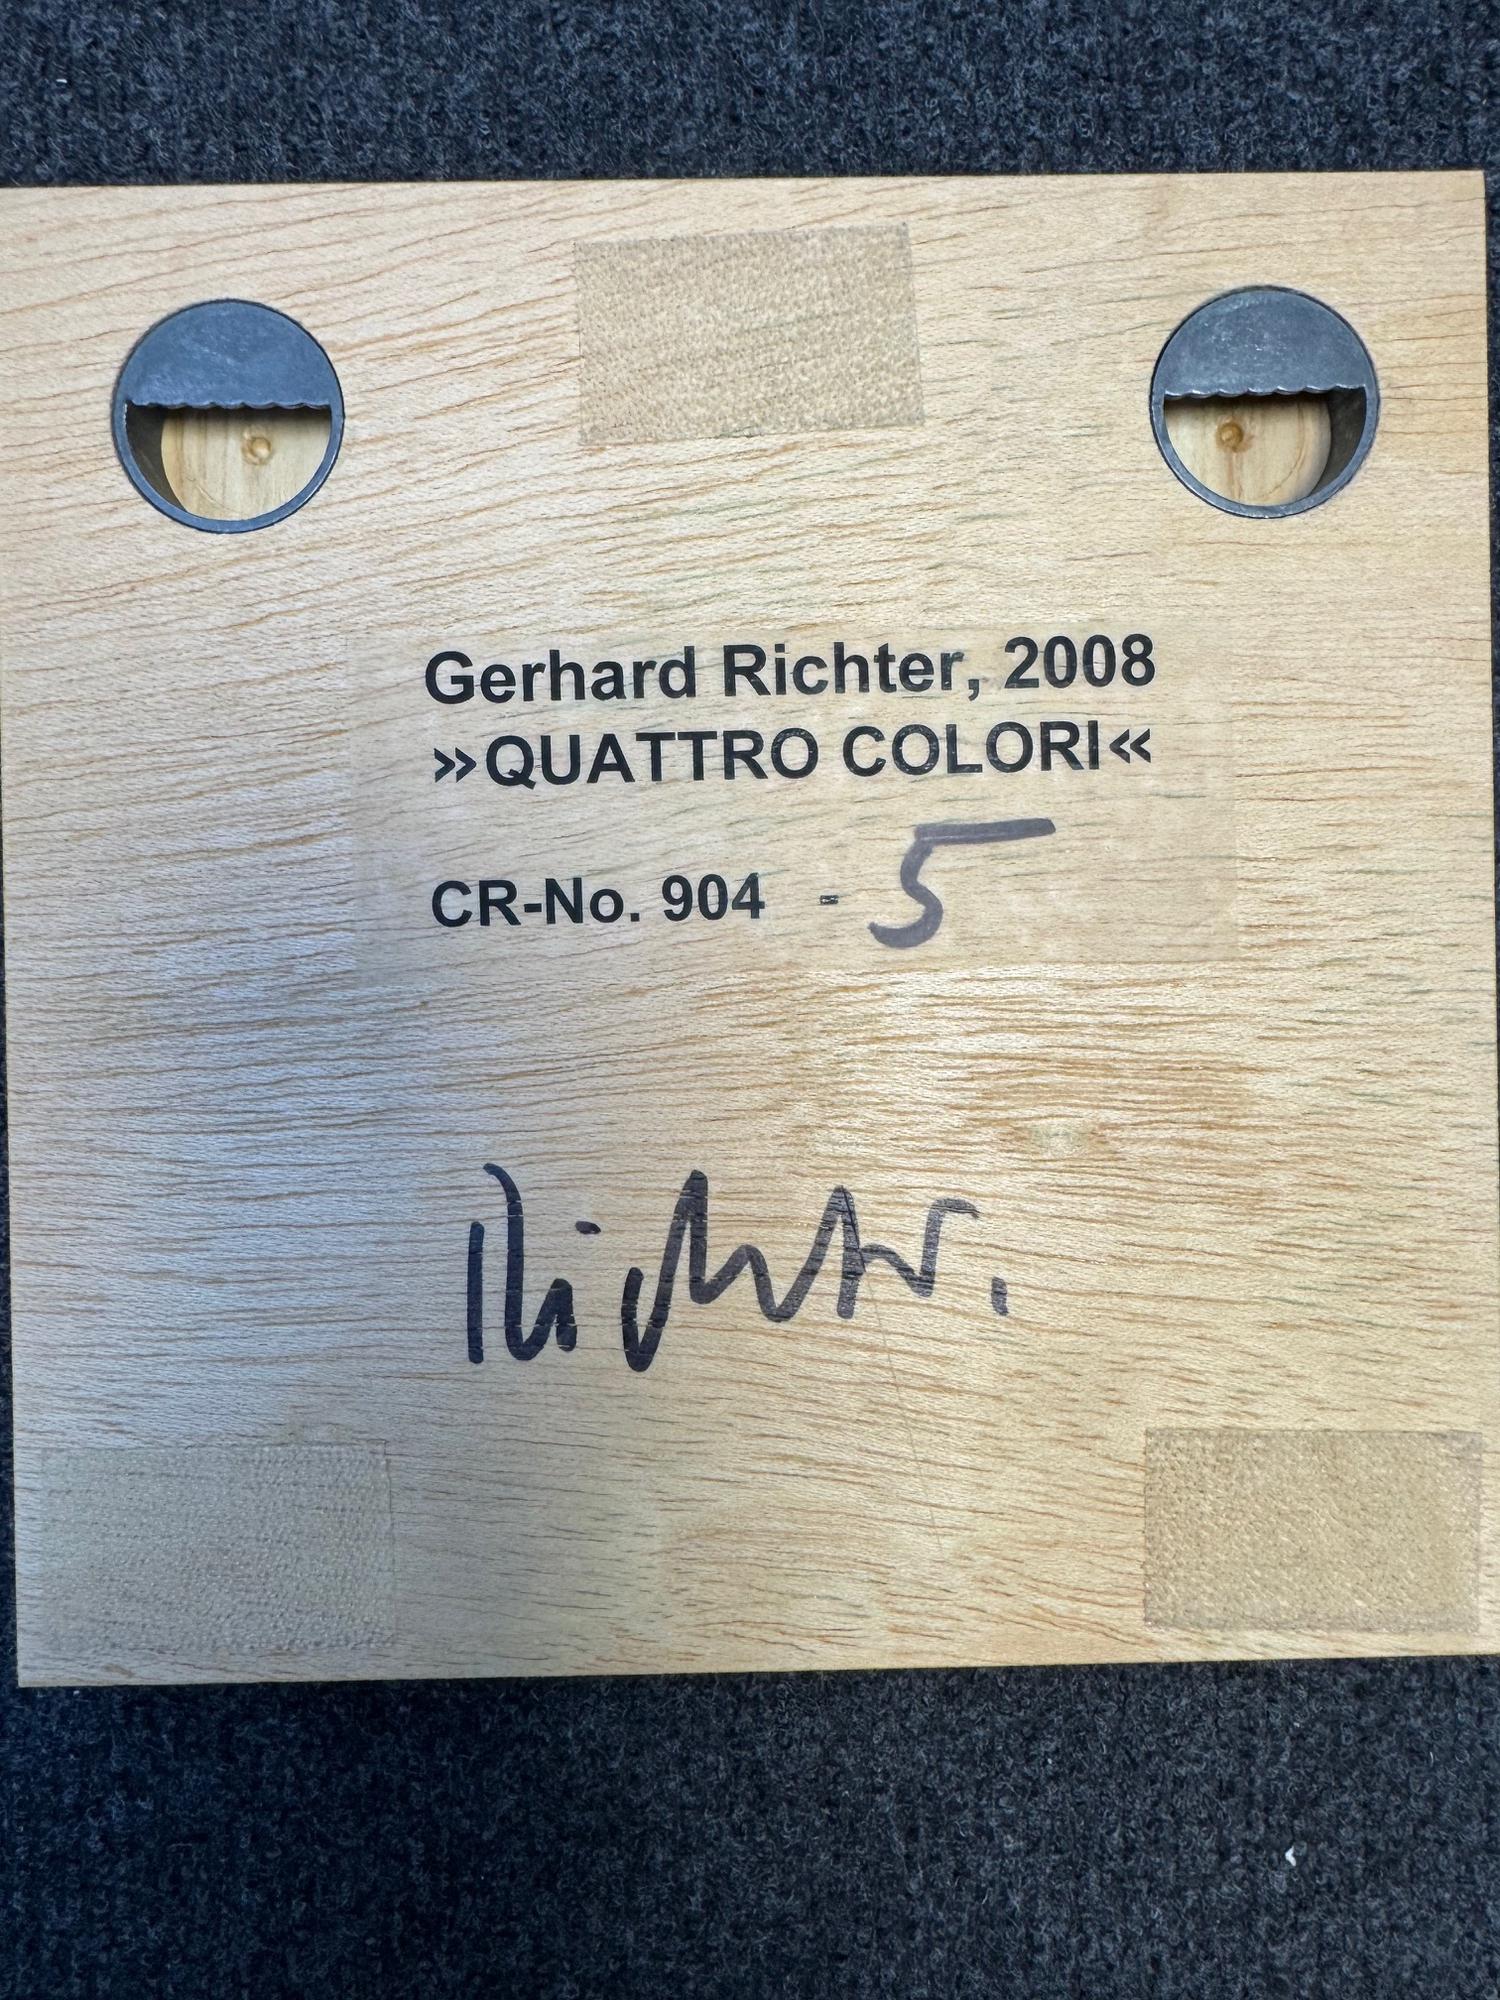 Gerhard Richter, 2008
»QUATTRO COLORI«
CR-No. 904 - 5
Richter.